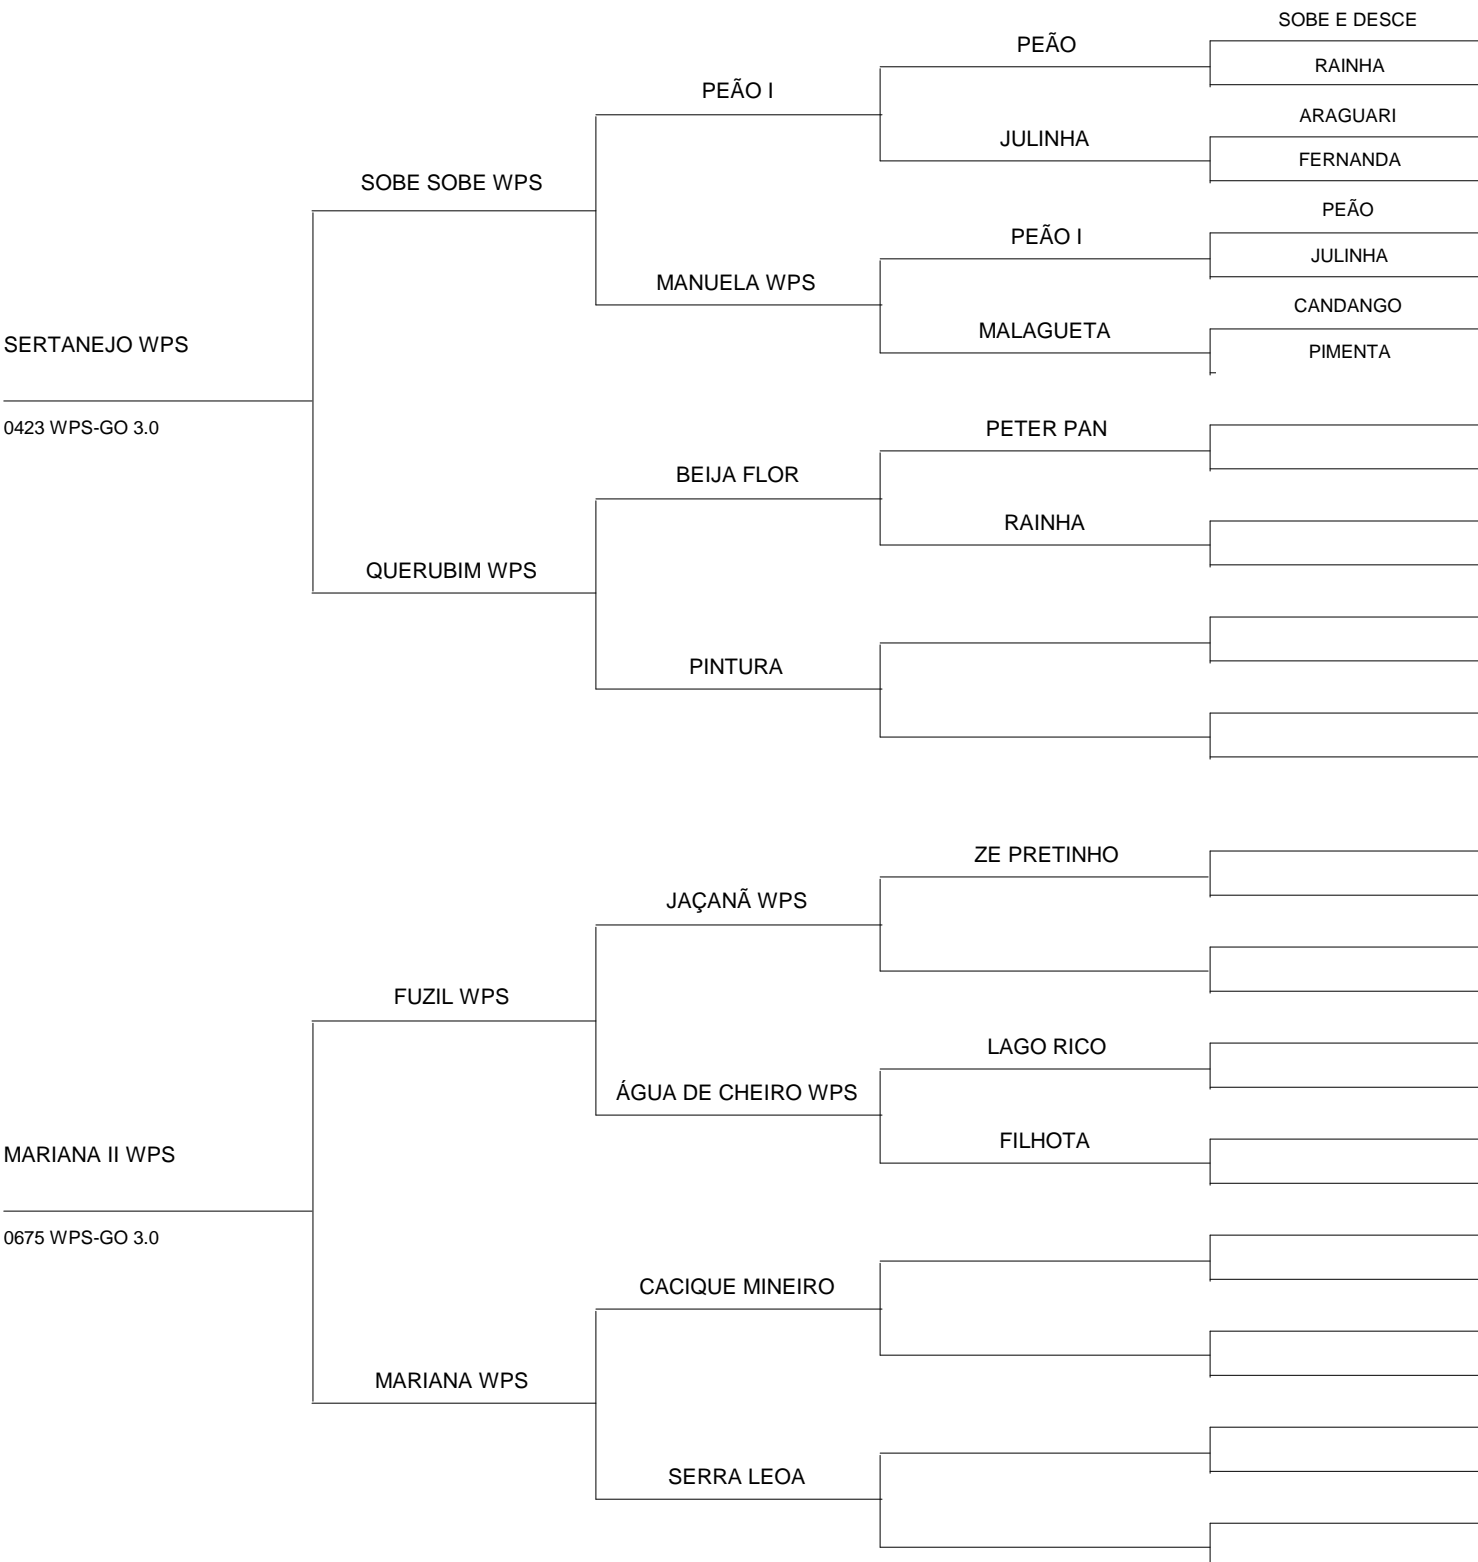 SOBE E DESCE
PEÃO
RAINHA
PEÃO I
ARAGUARI
JULINHA
FERNANDA
SOBE SOBE WPS
PEÃO
PEÃO I
JULINHA
MANUELA WPS
CANDANGO
MALAGUETA
PIMENTA
SERTANEJO WPS
0423 WPS-GO 3.0
PETER PAN
BEIJA FLOR
RAINHA
QUERUBIM WPS
PINTURA
ZE PRETINHO
JAÇANÃ WPS
FUZIL WPS
LAGO RICO
ÁGUA DE CHEIRO WPS
FILHOTA
MARIANA II WPS
0675 WPS-GO 3.0
CACIQUE MINEIRO
MARIANA WPS
SERRA LEOA